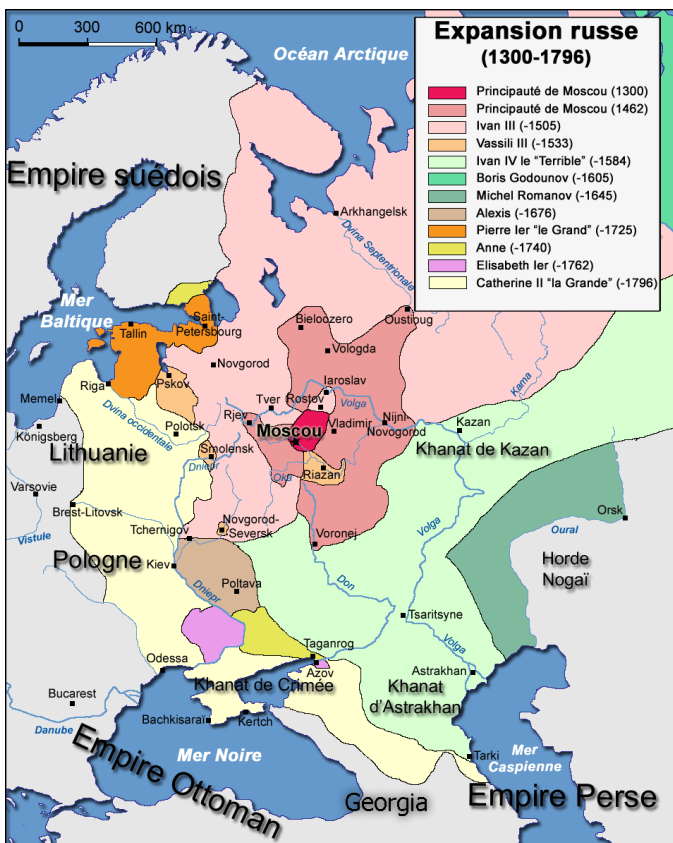 0 300 600 km
Océan Arctique
Expansion russe
(1300-1796)
Principauté de Moscou (1300)
Principauté de Moscou (1462)
Ivan III (-1505)
Vassili III (-1533)
Ivan IV le "Terrible" (-1584)
Boris Godounov (-1605)
Michel Romanov (-1645)
Alexis (-1676)
Pierre Ier "le Grand" (-1725)
Anne (-1740)
Elisabeth Ier (-1762)
Catherine II "la Grande" (-1796)
Empire suédois
Arkhangelsk
Dvina Septentrionale
Mer
Baltique
Saint-
Petersbourg
Tallin
Bieloozero
Oustioug
Vologda
Novgorod
Riga
Pskov
Iaroslav
Kama
Memel
Tver
Rostov
Volga
Dvina occidentale
Polotsk
Rjev
Vladimir
Nijni-
Novogorod
Kazan
Königsberg
Moscou
Khanat de Kazan
Lithuanie
Smolensk
Dniepr
Oka
Riazan
Varsovie
Brest-Litovsk
Novgorod-
Seversk
Volga
Orsk
Vistule
Tchernigov
Voronej
Oural
Pologne
Kiev
Horde
Nogaï
Dniepr
Poltava
Don
Tsaritsyne
Volga
Taganrog
Odessa
Azov
Astrakhan
Khanat de Crimée
Khanat
d'Astrakhan
Bucarest
Bachkisaraï
Kertch
Danube
Mer Noire
Tarki
Mer
Caspienne
Empire Ottoman
Georgia
Empire Perse